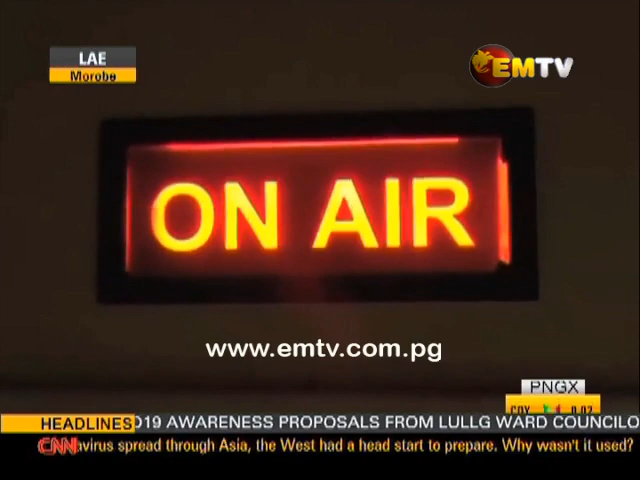 LAE
Morobe
EMTV
ON AIR
www.emtv.com.pg
PNGX
HEADLINES
019 AWARENESS PROPOSALS FROM LULLG WARD COUNCILO
CNN
avirus spread through Asia, the West had a head start to prepare. Why wasn't it used?